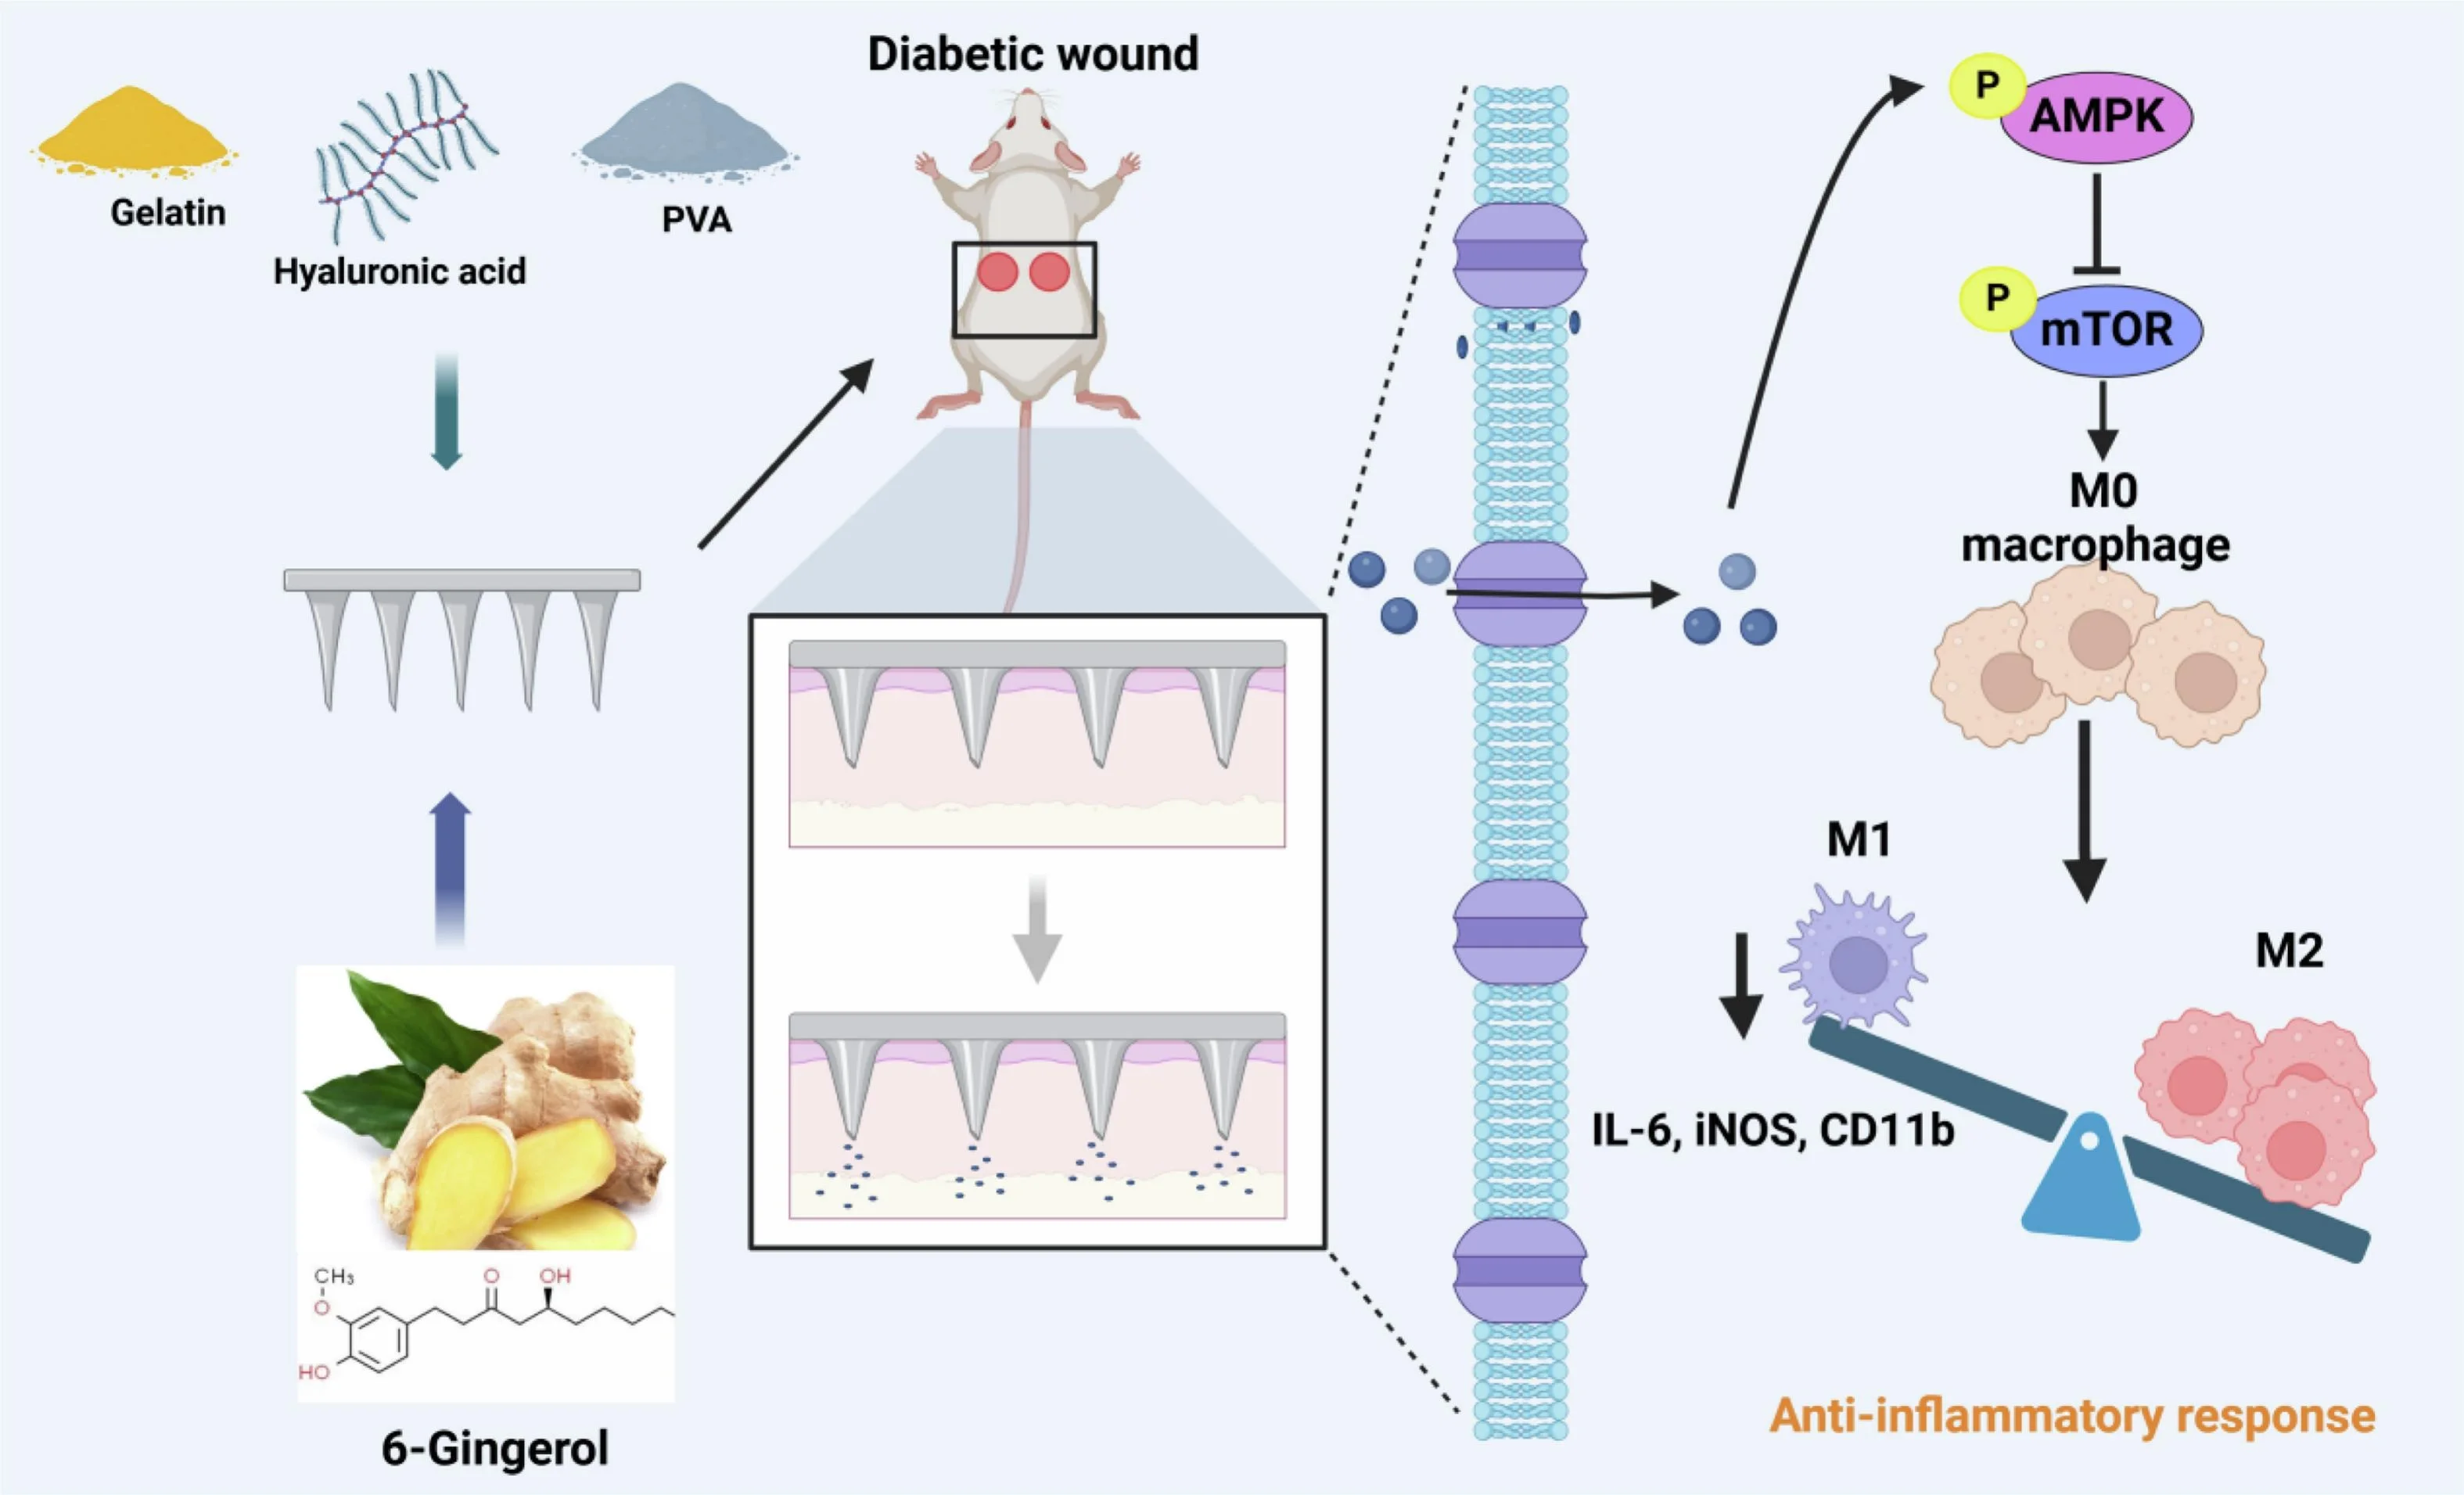 Diabetic wound
Gelatin
Hyaluronic acid
PVA
P
AMPK
P
mTOR
M0
macrophage
M1
M2
IL-6, iNOS, CD11b
CH₃
O
O
OH
HO
6-Gingerol
Anti-inflammatory response